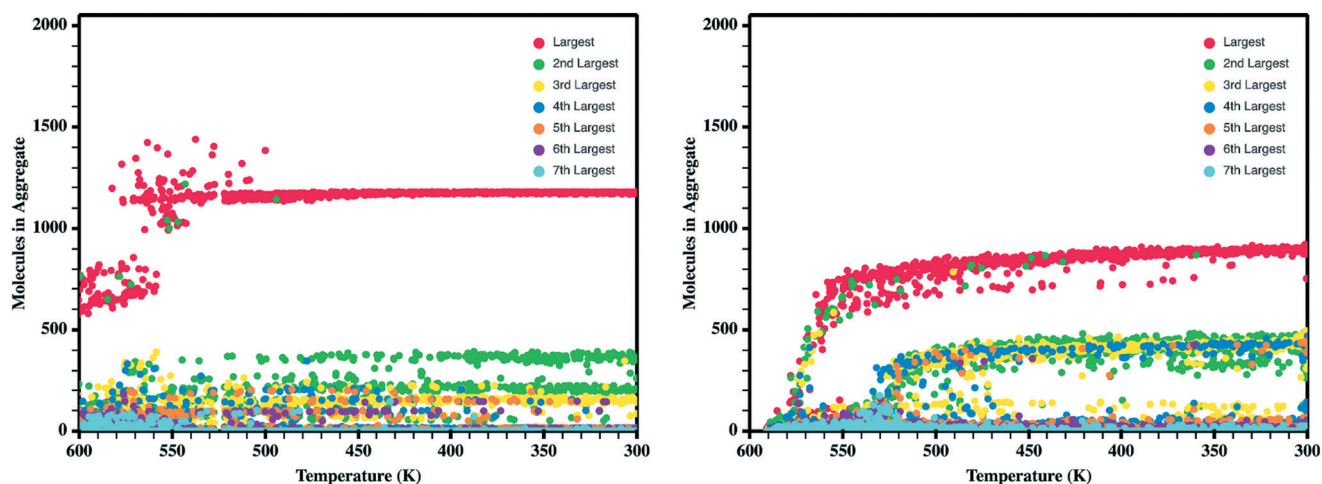 2000
1500
1000
500
0
Molecules in Aggregate
Largest
2nd Largest
3rd Largest
4th Largest
5th Largest
6th Largest
7th Largest
600 550 500 450 400 350 300
Temperature (K)
2000
1500
1000
500
0
Molecules in Aggregate
Largest
2nd Largest
3rd Largest
4th Largest
5th Largest
6th Largest
7th Largest
600 550 500 450 400 350 300
Temperature (K)